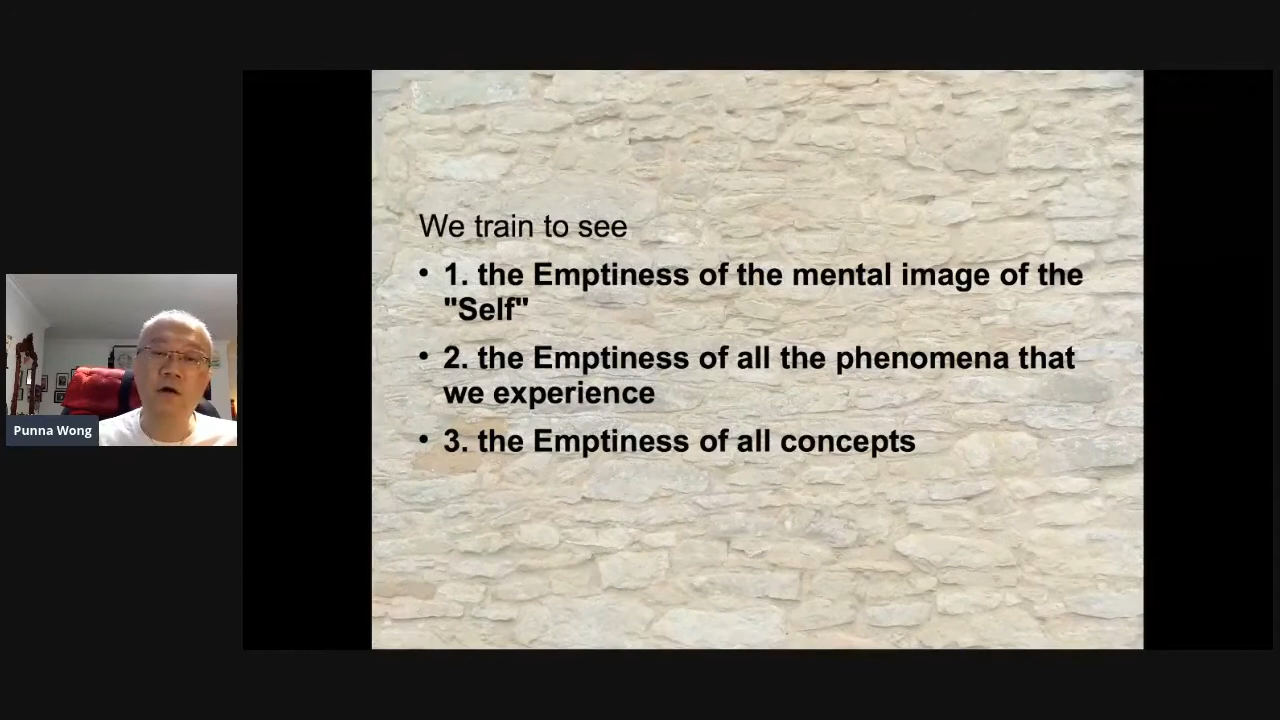 We train to see
• 1. the Emptiness of the mental image of the
"Self"
• 2. the Emptiness of all the phenomena that
we experience
• 3. the Emptiness of all concepts
Punna Wong